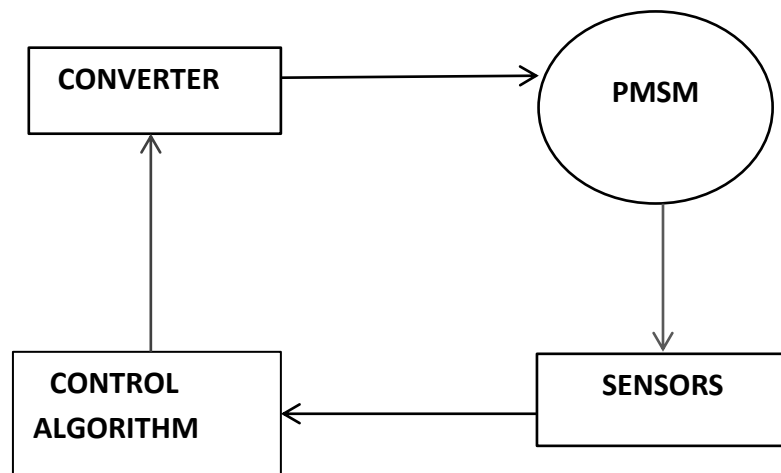 CONVERTER
PMSM
CONTROL
ALGORITHM
SENSORS